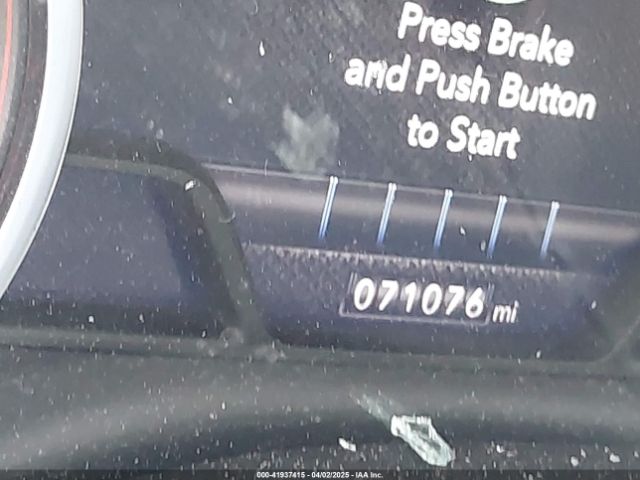 Press Brake
and Push Button
to Start
071076 mi
000-41937415 - 04/02/2025 - IAA Inc.